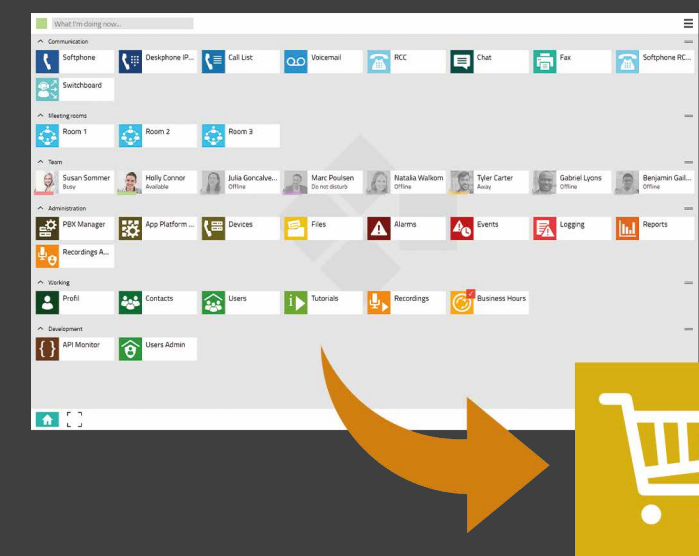 What I'm doing now...
Communication
Softphone
Deskphone IP...
Call List
Voicemail
RCC
Chat
Fax
Softphone RC...
Switchboard
Meeting rooms
Room 1
Room 2
Room 3
Team
Susan Sommer
Busy
Holly Connor
Available
Julia Goncalve...
Offline
Marc Poulsen
Do not disturb
Natalia Walkom
Offline
Tyler Carter
Away
Gabriel Lyons
Offline
Benjamin Gail...
Offline
Administration
PBX Manager
App Platform ...
Devices
Files
Alarms
Events
Logging
Reports
Recordings A...
Working
Profil
Contacts
Users
Tutorials
Recordings
Business Hours
Development
API Monitor
Users Admin